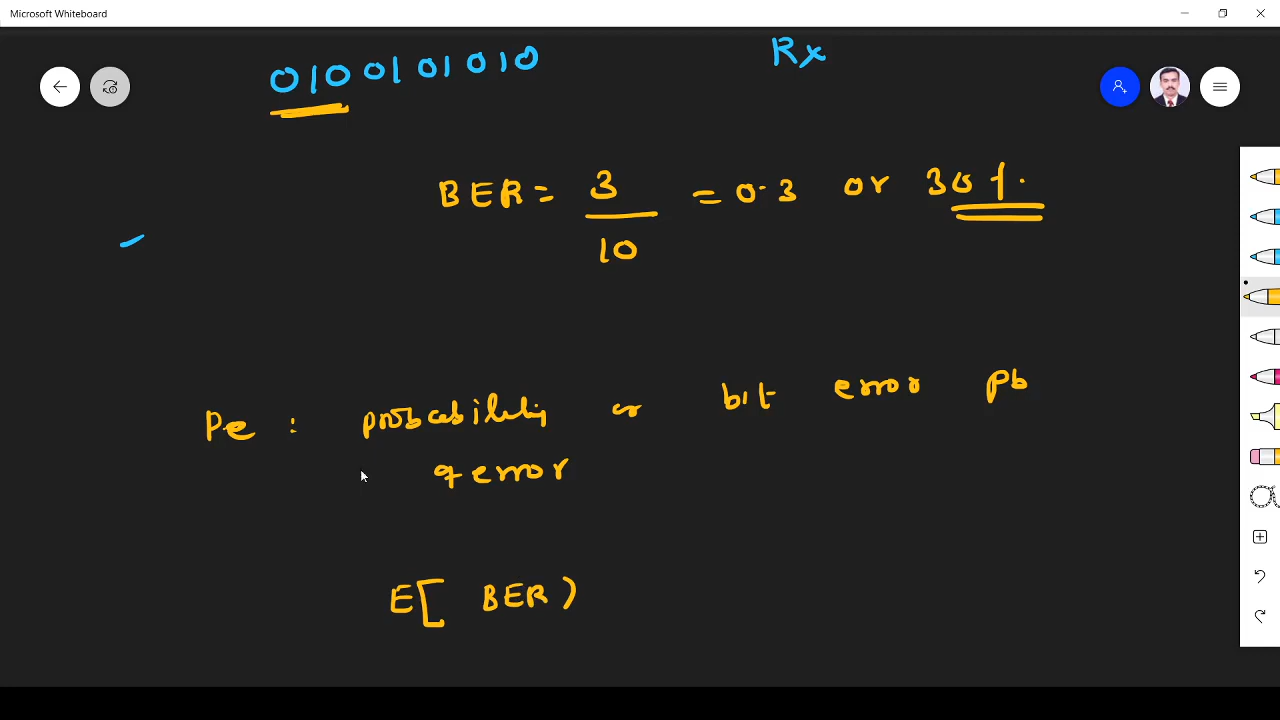 Microsoft Whiteboard
0100101010 Rx
BER = 3/10 = 0.3 or 30%.
Pe : probability or bit error pb
of error
E[ BER )